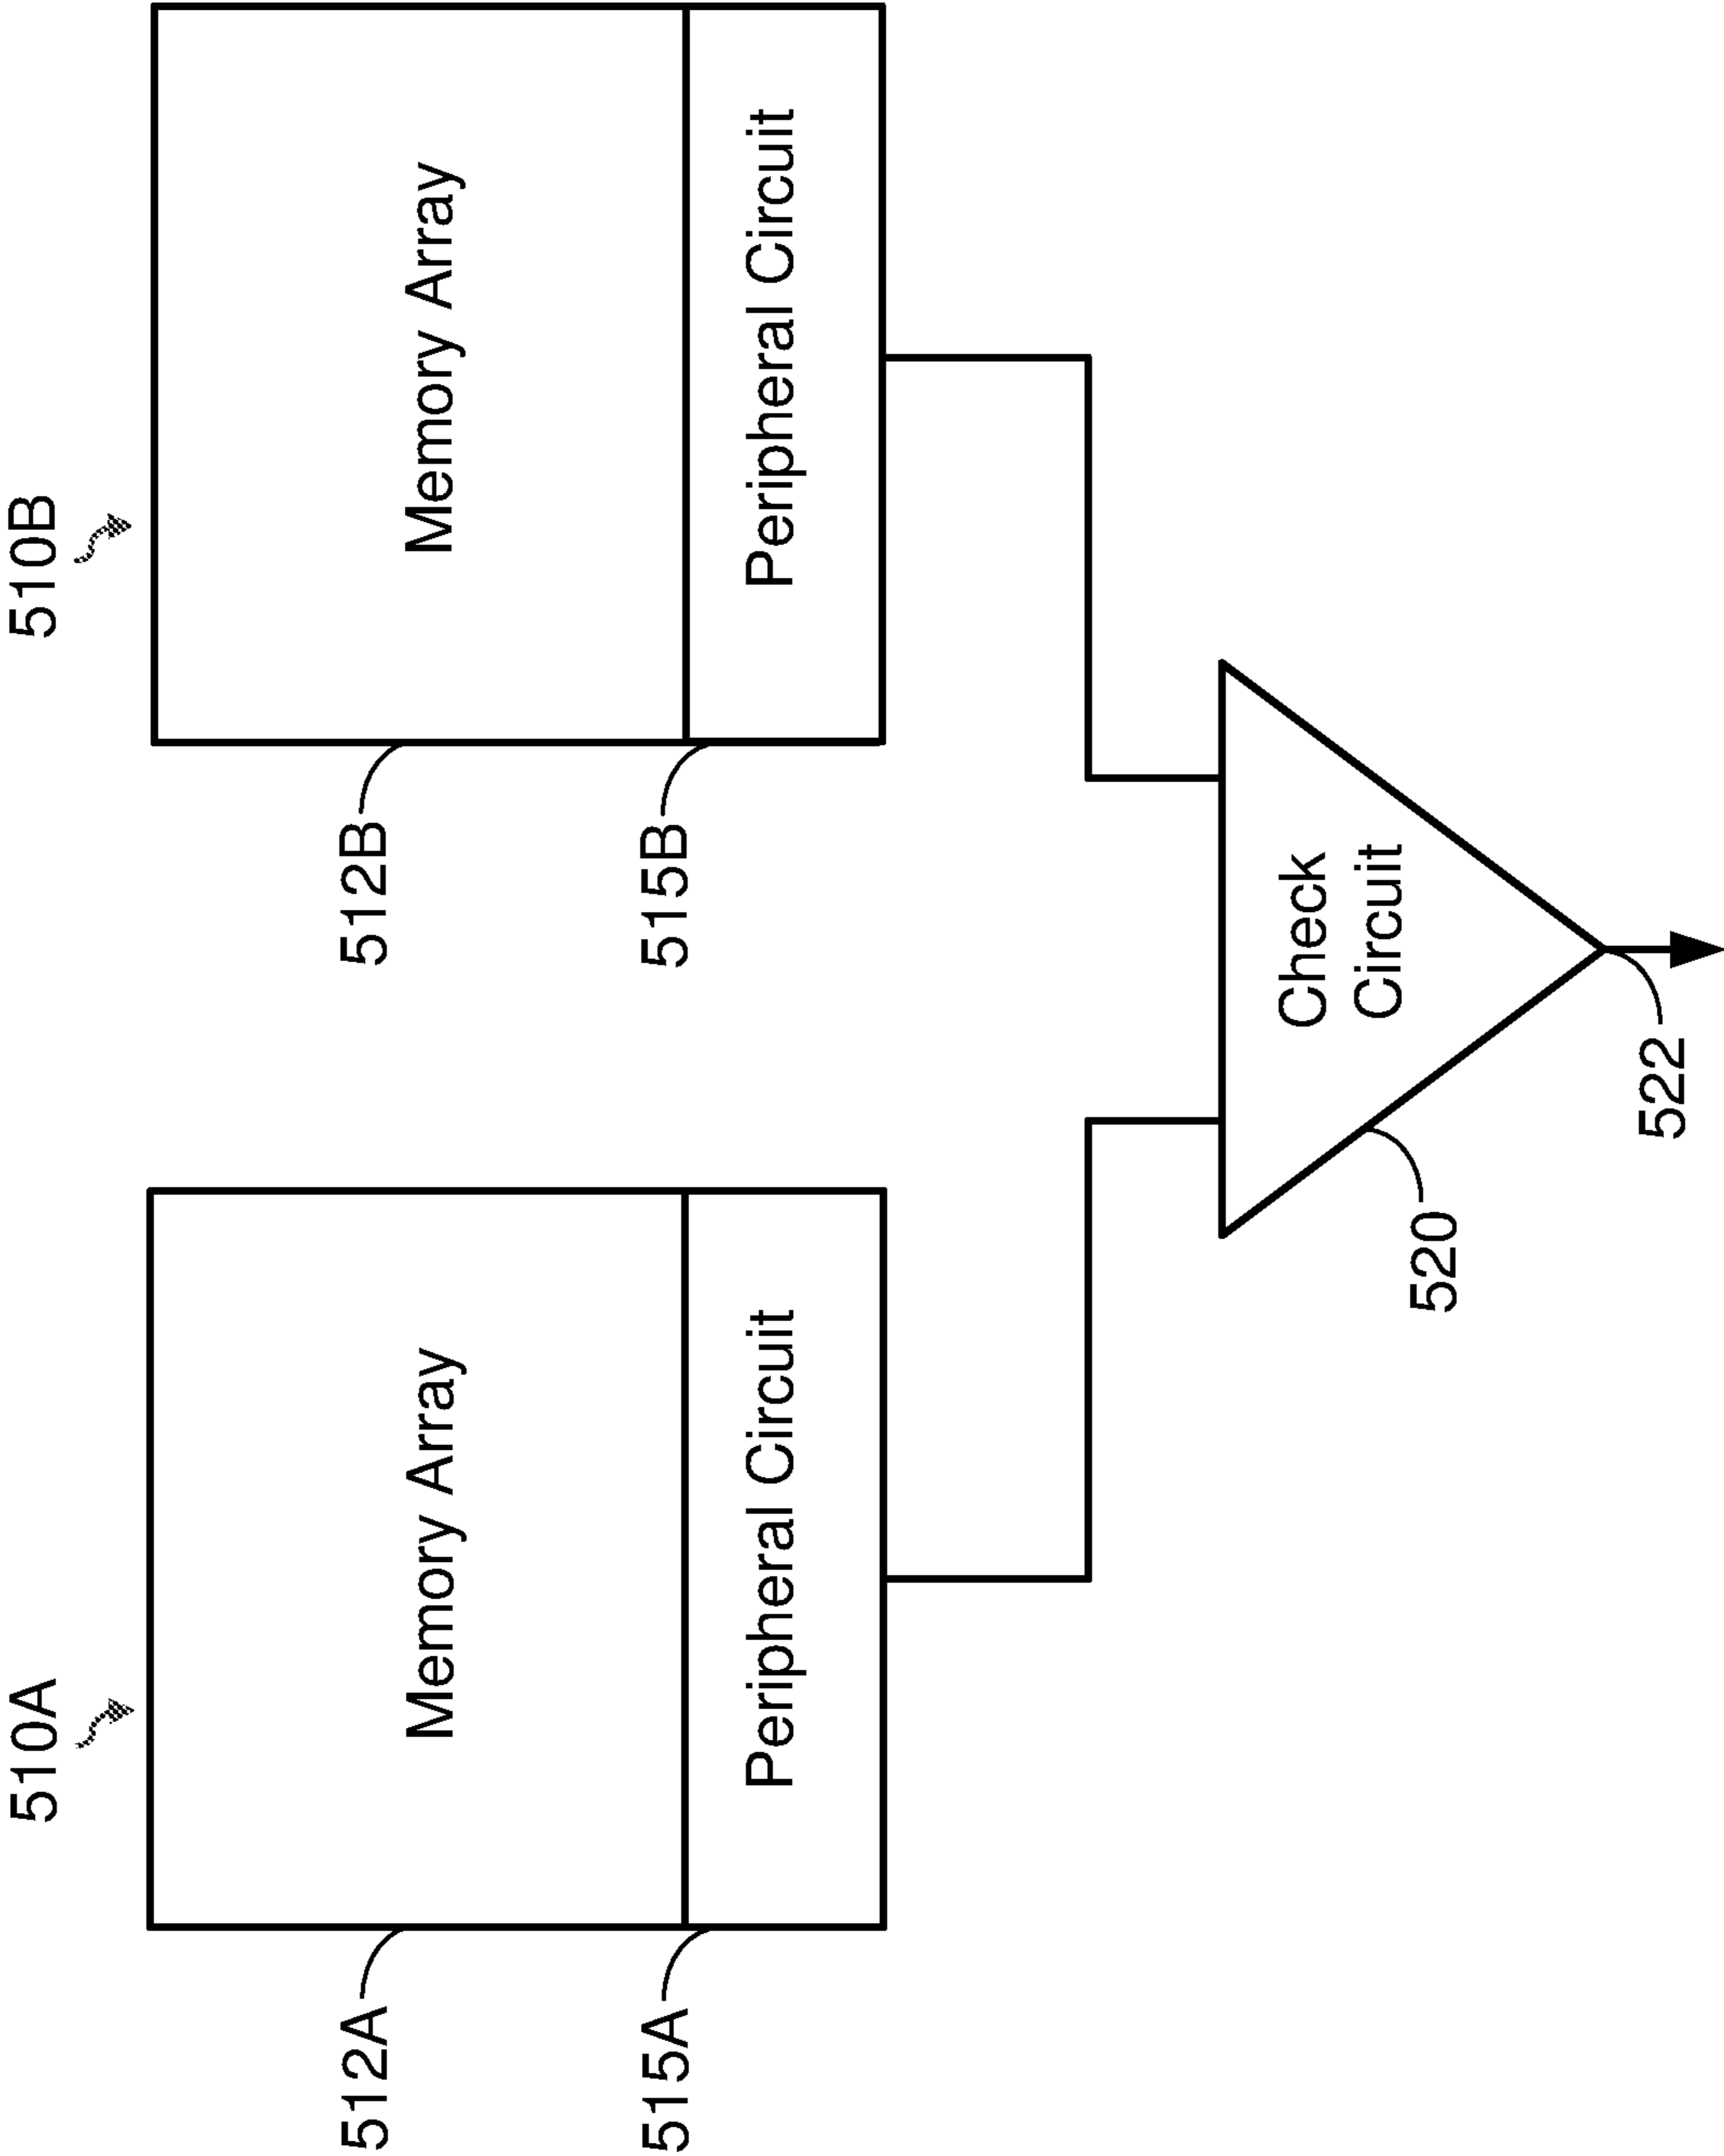 510A
510B
512A
Memory Array
512B
Memory Array
515A
Peripheral Circuit
515B
Peripheral Circuit
Check
Circuit
520
522